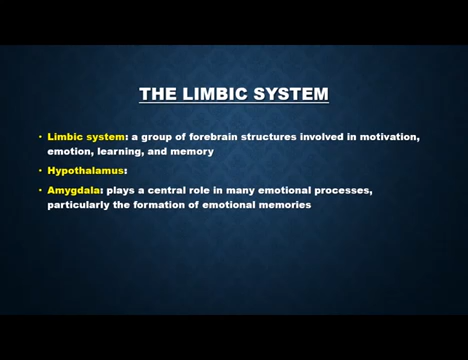 THE LIMBIC SYSTEM
• Limbic system: a group of forebrain structures involved in motivation,
emotion, learning, and memory
• Hypothalamus:
• Amygdala: plays a central role in many emotional processes,
particularly the formation of emotional memories